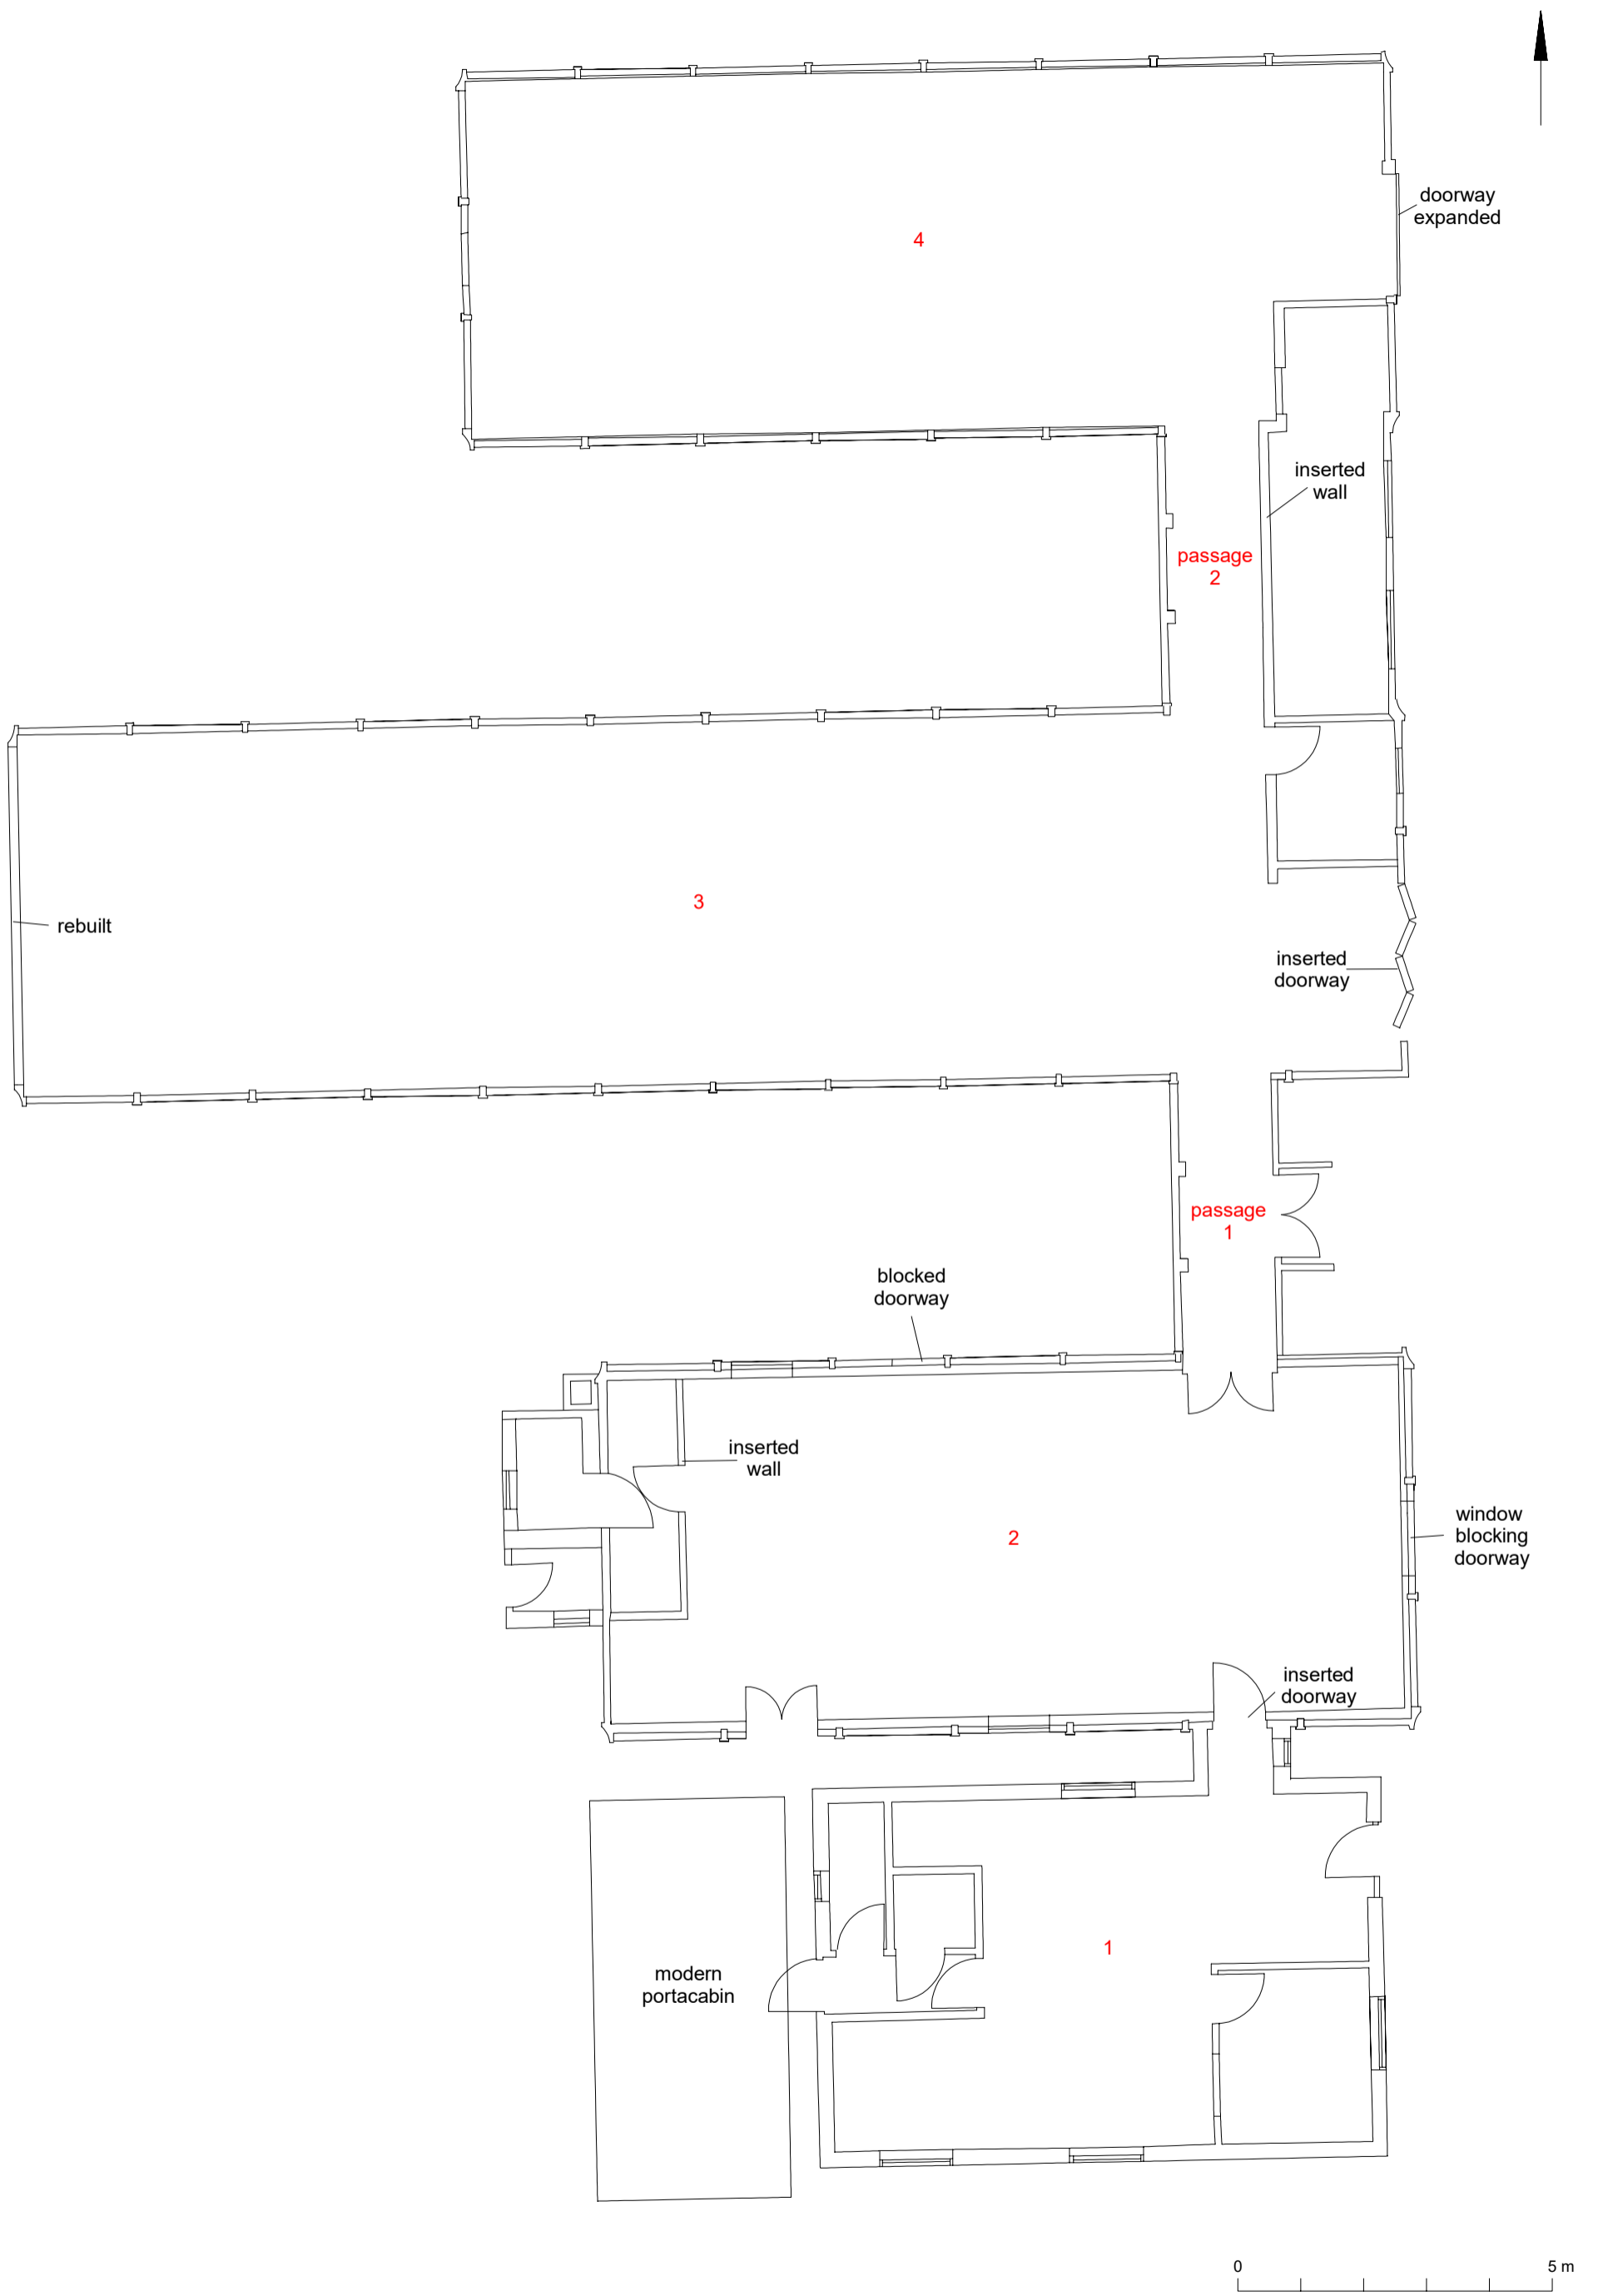 doorway
expanded
4
inserted
wall
passage
2
3
rebuilt
inserted
doorway
passage
1
blocked
doorway
inserted
wall
2
window
blocking
doorway
inserted
doorway
1
modern
portacabin
0 5 m